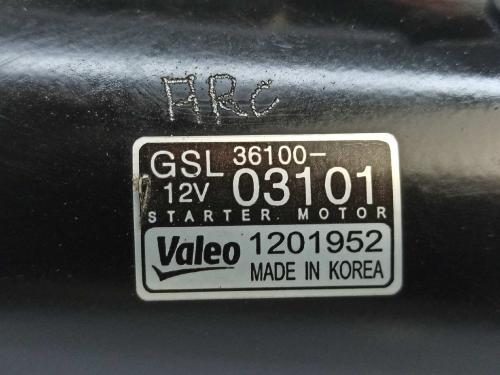 ARC
GSL 36100-
12V 03101
STARTER MOTOR
Valeo 1201952
MADE IN KOREA